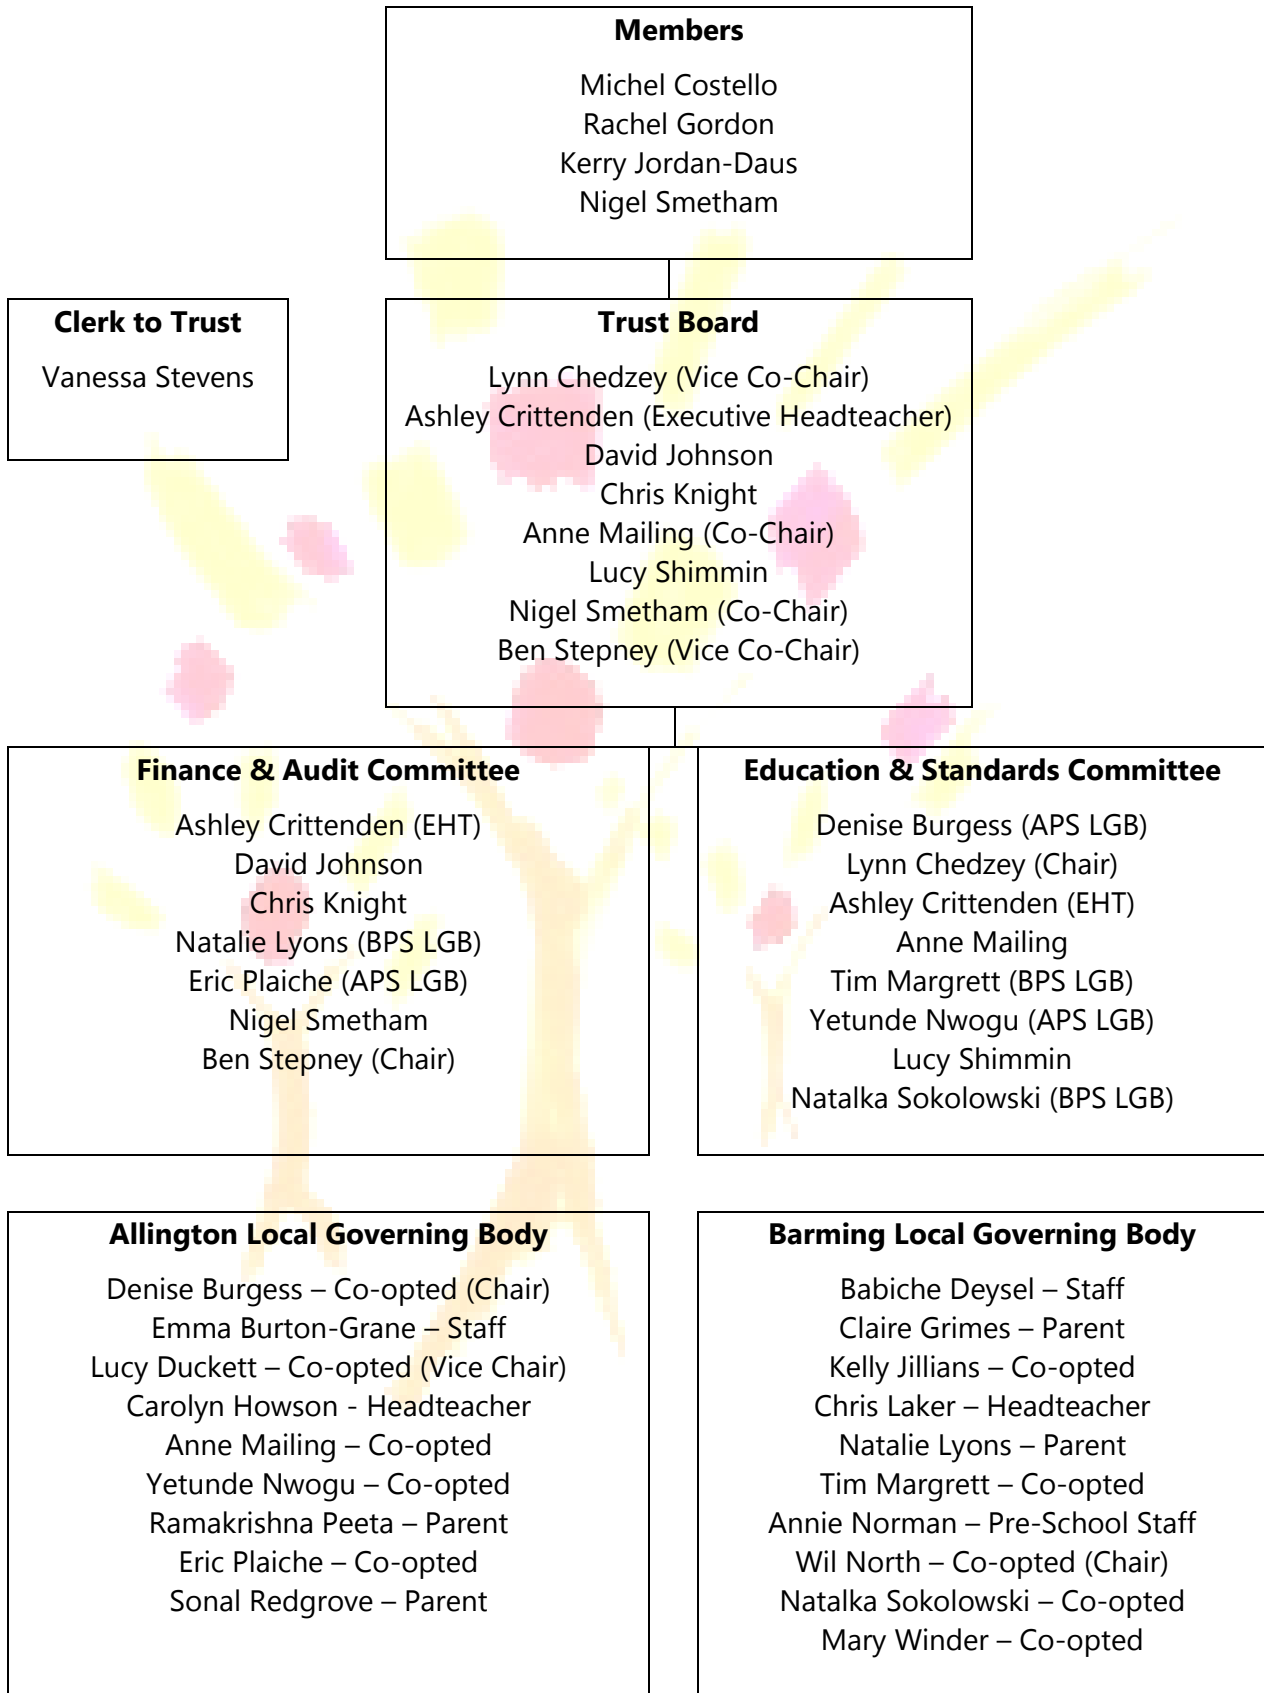 Members
Michel Costello
Rachel Gordon
Kerry Jordan-Daus
Nigel Smetham
Clerk to Trust
Vanessa Stevens
Trust Board
Lynn Chedzey (Vice Co-Chair)
Ashley Crittenden (Executive Headteacher)
David Johnson
Chris Knight
Anne Mailing (Co-Chair)
Lucy Shimmin
Nigel Smetham (Co-Chair)
Ben Stepney (Vice Co-Chair)
Finance & Audit Committee
Ashley Crittenden (EHT)
David Johnson
Chris Knight
Natalie Lyons (BPS LGB)
Eric Plaiche (APS LGB)
Nigel Smetham
Ben Stepney (Chair)
Education & Standards Committee
Denise Burgess (APS LGB)
Lynn Chedzey (Chair)
Ashley Crittenden (EHT)
Anne Mailing
Tim Margrett (BPS LGB)
Yetunde Nwogu (APS LGB)
Lucy Shimmin
Natalka Sokolowski (BPS LGB)
Allington Local Governing Body
Denise Burgess – Co-opted (Chair)
Emma Burton-Grane – Staff
Lucy Duckett – Co-opted (Vice Chair)
Carolyn Howson - Headteacher
Anne Mailing – Co-opted
Yetunde Nwogu – Co-opted
Ramakrishna Peeta – Parent
Eric Plaiche – Co-opted
Sonal Redgrove – Parent
Barming Local Governing Body
Babiche Deysel – Staff
Claire Grimes – Parent
Kelly Jillians – Co-opted
Chris Laker – Headteacher
Natalie Lyons – Parent
Tim Margrett – Co-opted
Annie Norman – Pre-School Staff
Wil North – Co-opted (Chair)
Natalka Sokolowski – Co-opted
Mary Winder – Co-opted